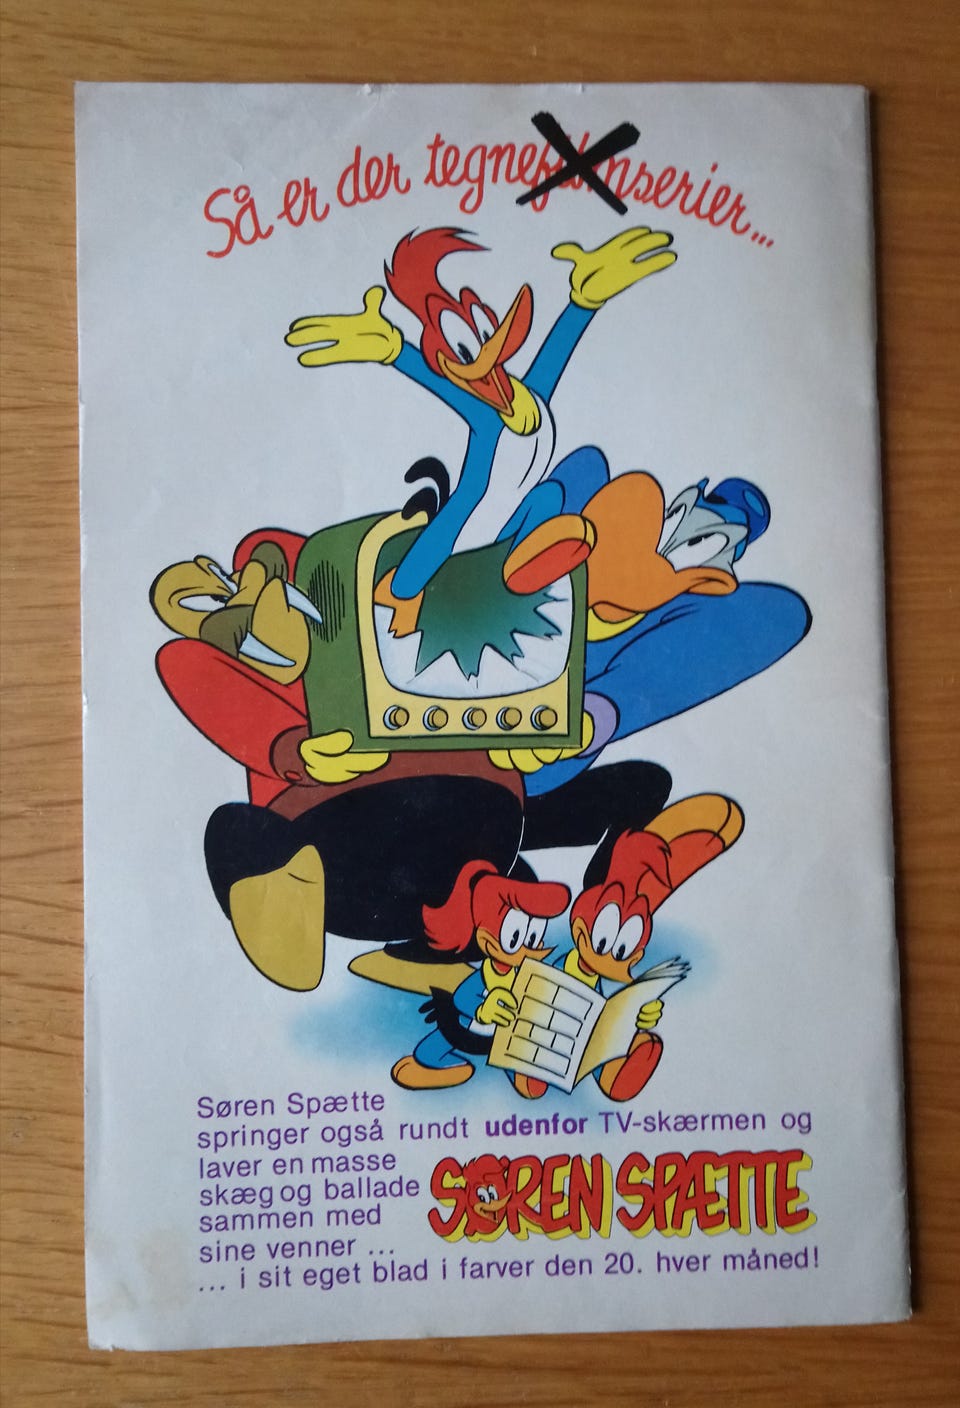 Så er der tegnefilmserier...
Søren Spætte
springer også rundt udenfor TV-skærmen og
laver en masse
skæg og ballade
sammen med
sine venner ...
SØREN SPÆTTE
... i sit eget blad i farver den 20. hver måned!